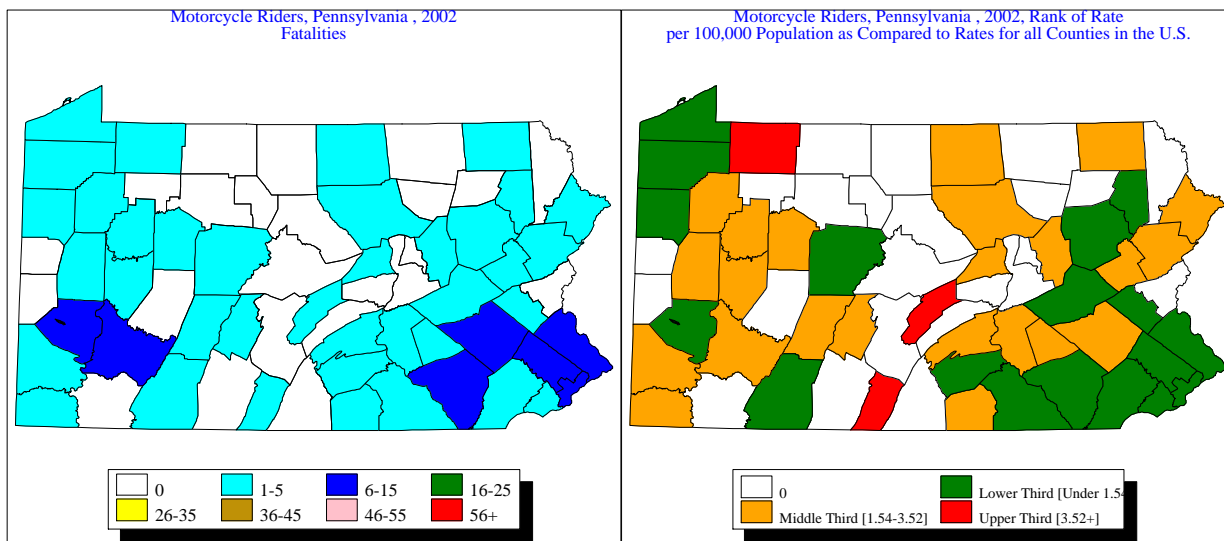 Motorcycle Riders, Pennsylvania , 2002
Fatalities
0
1-5
6-15
16-25
26-35
36-45
46-55
56+
Motorcycle Riders, Pennsylvania , 2002, Rank of Rate
per 100,000 Population as Compared to Rates for all Counties in the U.S.
0
Lower Third [Under 1.54
Middle Third [1.54-3.52]
Upper Third [3.52+]